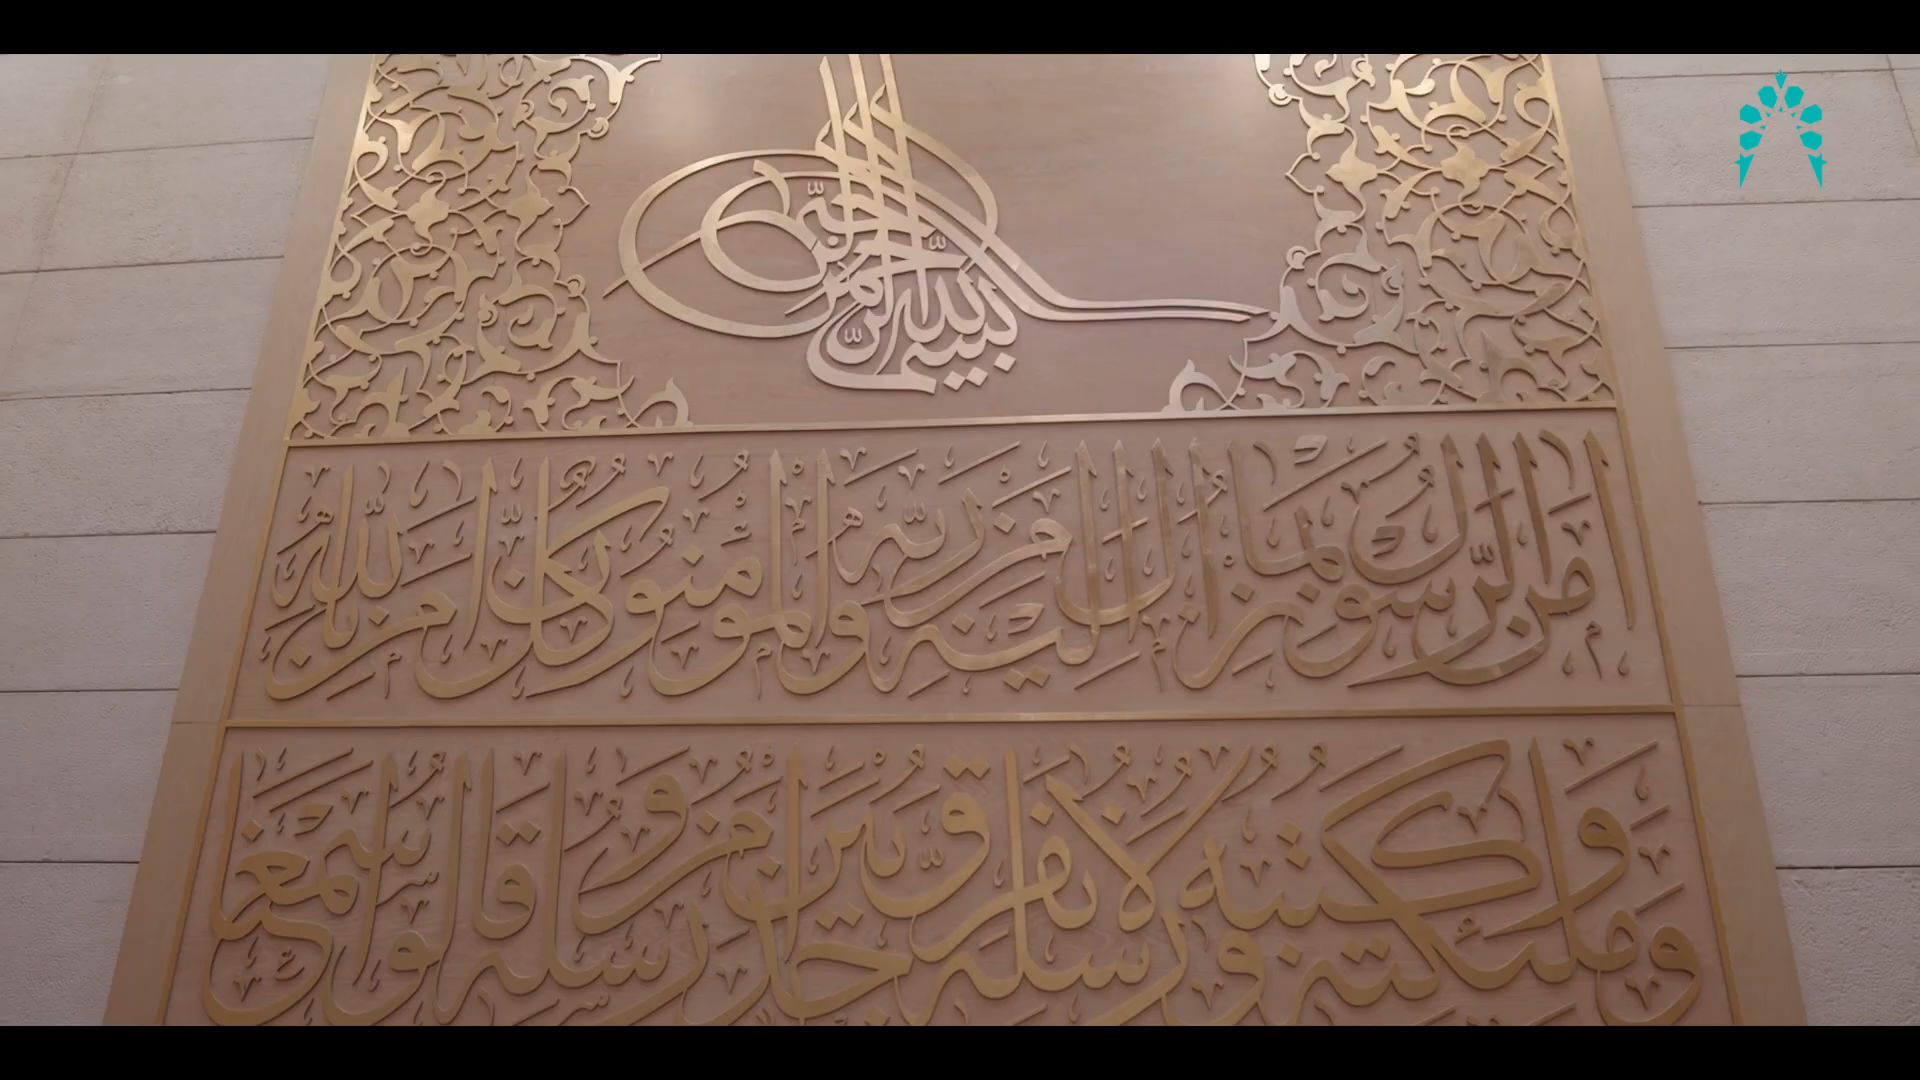 بسم الله الرحمن الرحيم
آمن الرسول بما أنزل إليه من ربه والمؤمنون كل آمن بالله
وملئكته وكتبه ورسله لا نفرق بين أحد من رسله وقالوا سمعنا